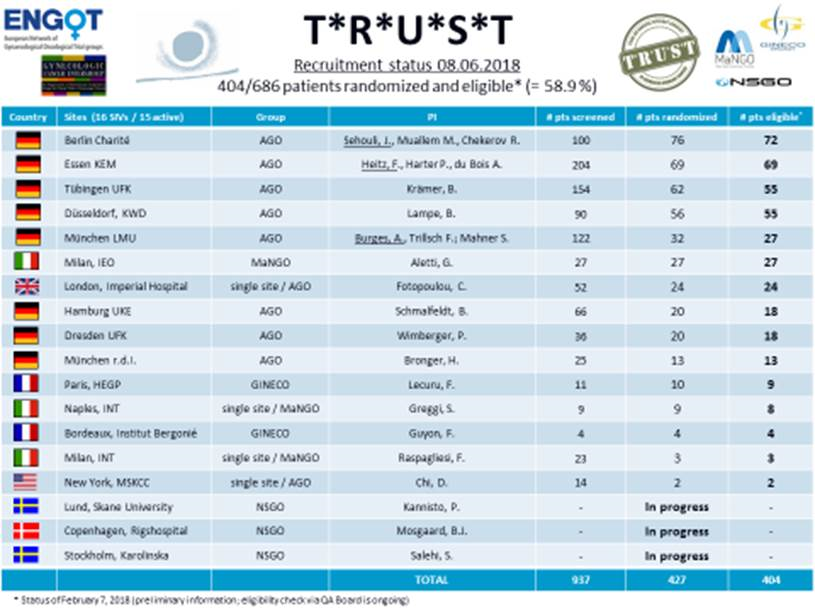 ENGOT
European Network of
Gynaecological Oncological Trial groups
GYNECOLOGIC
CANCER INTERGROUP
T*R*U*S*T
Recruitment status 08.06.2018
404/686 patients randomized and eligible* (= 58.9 %)
TRUST
MaNGO
GINECO
NSGO
Country Sites (16 SIVs / 15 active) Group PI # pts screened # pts randomized # pts eligible*
Berlin Charité AGO Sehouli, J., Muallem M., Chekerov R. 100 76 72
Essen KEM AGO Heitz, F., Harter P., du Bois A. 204 69 69
Tübingen UFK AGO Krämer, B. 154 62 55
Düsseldorf, KWD AGO Lampe, B. 90 56 55
München LMU AGO Burges, A., Trillsch F.; Mahner S. 122 32 27
Milan, IEO MaNGO Aletti, G. 27 27 27
London, Imperial Hospital single site / AGO Fotopoulou, C. 52 24 24
Hamburg UKE AGO Schmalfeldt, B. 66 20 18
Dresden UFK AGO Wimberger, P. 36 20 18
München r.d.I. AGO Bronger, H. 25 13 13
Paris, HEGP GINECO Lecuru, F. 11 10 9
Naples, INT single site / MaNGO Greggi, S. 9 9 8
Bordeaux, Institut Bergonié GINECO Guyon, F. 4 4 4
Milan, INT single site / MaNGO Raspagliesi, F. 23 3 3
New York, MSKCC single site / AGO Chi, D. 14 2 2
Lund, Skane University NSGO Kannisto, P. - In progress -
Copenhagen, Rigshospital NSGO Mosgaard, B.J. - In progress -
Stockholm, Karolinska NSGO Salehi, S. - In progress -
TOTAL 937 427 404
* Status of February 7, 2018 (preliminary information; eligibility check via QA Board is ongoing)